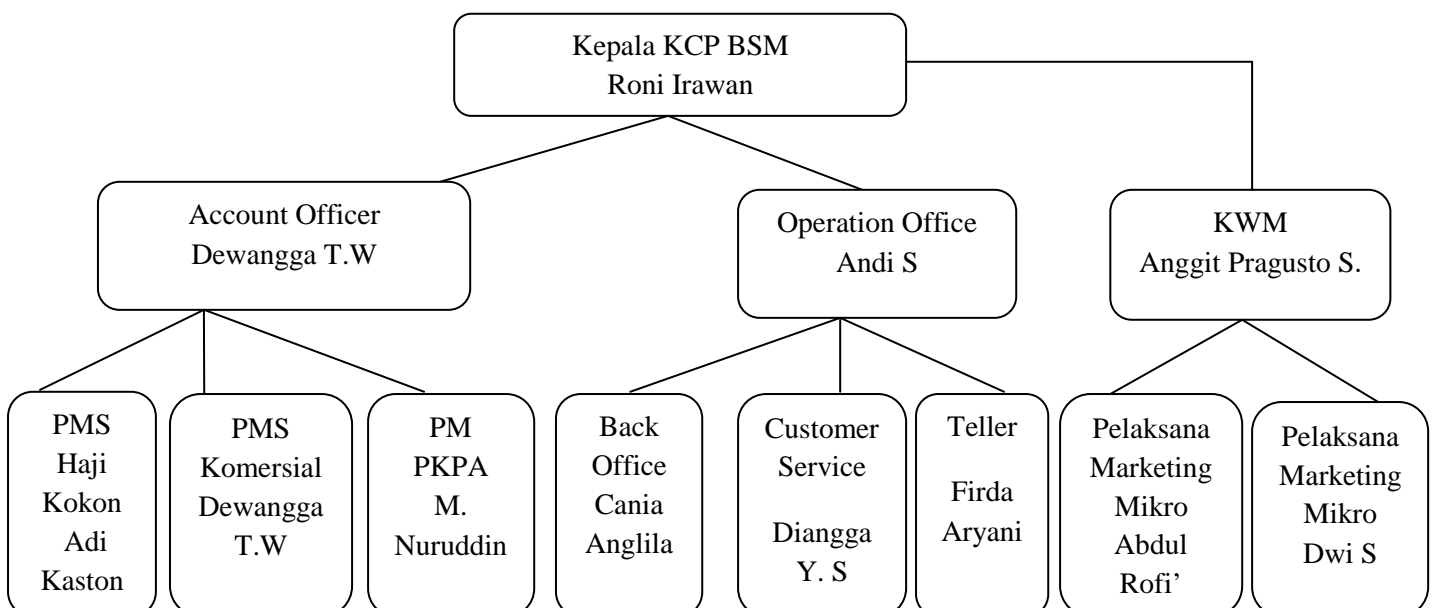 Kepala KCP BSM
Roni Irawan
Account Officer
Dewangga T.W
Operation Office
Andi S
KWM
Anggit Pragusto S.
PMS
Haji
Kokon
Adi
Kaston
PMS
Komersial
Dewangga
T.W
PM
PKPA
M.
Nuruddin
Back
Office
Cania
Anglila
Customer
Service
Diangga
Y. S
Teller
Firda
Aryani
Pelaksana
Marketing
Mikro
Abdul
Rofi’
Pelaksana
Marketing
Mikro
Dwi S